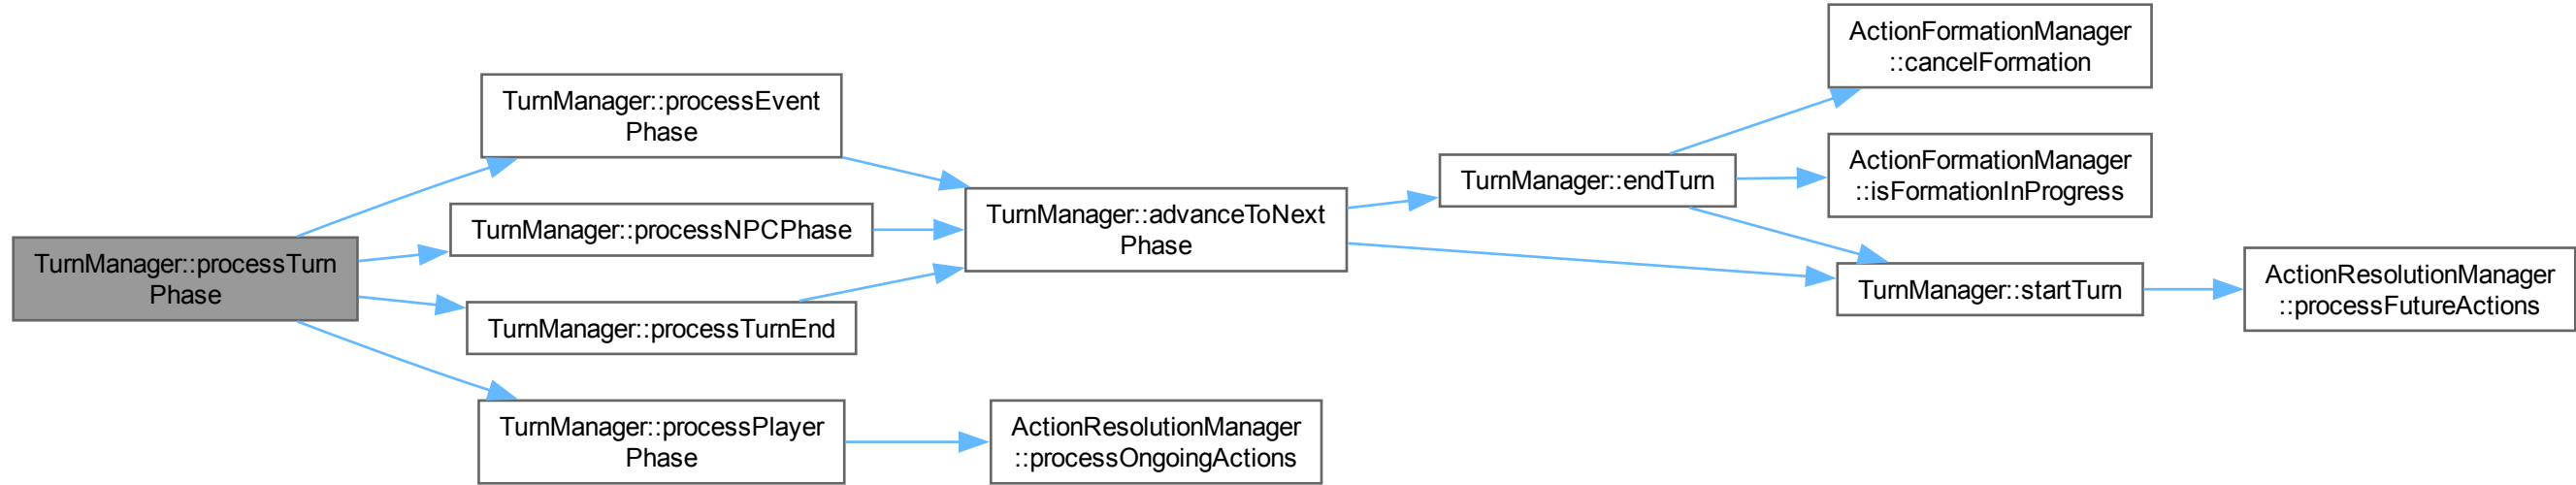 TurnManager::processTurn
Phase
TurnManager::processEvent
Phase
TurnManager::processNPCPhase
TurnManager::processTurnEnd
TurnManager::processPlayer
Phase
TurnManager::advanceToNext
Phase
ActionResolutionManager
::processOngoingActions
TurnManager::endTurn
ActionFormationManager
::cancelFormation
ActionFormationManager
::isFormationInProgress
TurnManager::startTurn
ActionResolutionManager
::processFutureActions